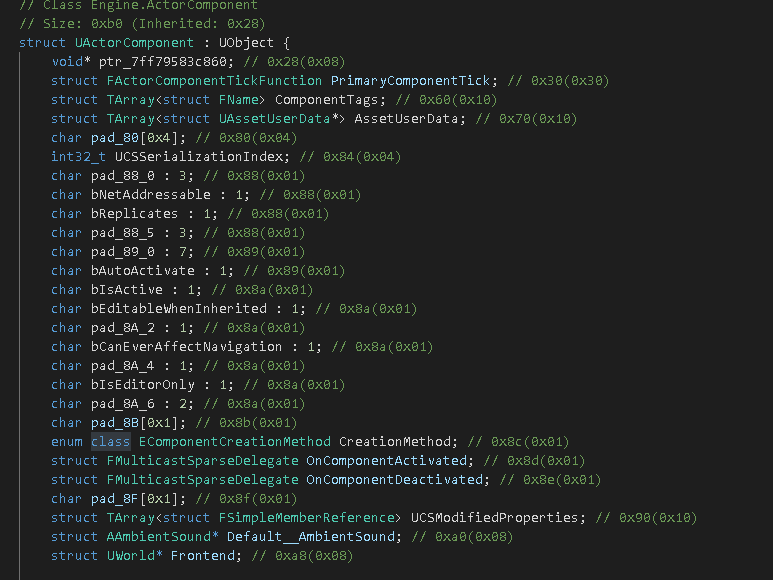 // Class Engine.ActorComponent
// Size: 0xb0 (Inherited: 0x28)
struct UActorComponent : UObject {
void* ptr_7ff79583c860; // 0x28(0x08)
struct FActorComponentTickFunction PrimaryComponentTick; // 0x30(0x30)
struct TArray<struct FName> ComponentTags; // 0x60(0x10)
struct TArray<struct UAssetUserData*> AssetUserData; // 0x70(0x10)
char pad_80[0x4]; // 0x80(0x04)
int32_t UCSSerializationIndex; // 0x84(0x04)
char pad_88_0 : 3; // 0x88(0x01)
char bNetAddressable : 1; // 0x88(0x01)
char bReplicates : 1; // 0x88(0x01)
char pad_88_5 : 3; // 0x88(0x01)
char pad_89_0 : 7; // 0x89(0x01)
char bAutoActivate : 1; // 0x89(0x01)
char bIsActive : 1; // 0x8a(0x01)
char bEditableWhenInherited : 1; // 0x8a(0x01)
char pad_8A_2 : 1; // 0x8a(0x01)
char bCanEverAffectNavigation : 1; // 0x8a(0x01)
char pad_8A_4 : 1; // 0x8a(0x01)
char bIsEditorOnly : 1; // 0x8a(0x01)
char pad_8A_6 : 2; // 0x8a(0x01)
char pad_8B[0x1]; // 0x8b(0x01)
enum class EComponentCreationMethod CreationMethod; // 0x8c(0x01)
struct FMulticastSparseDelegate OnComponentActivated; // 0x8d(0x01)
struct FMulticastSparseDelegate OnComponentDeactivated; // 0x8e(0x01)
char pad_8F[0x1]; // 0x8f(0x01)
struct TArray<struct FSimpleMemberReference> UCSModifiedProperties; // 0x90(0x10)
struct AAmbientSound* Default__AmbientSound; // 0xa0(0x08)
struct UWorld* Frontend; // 0xa8(0x08)